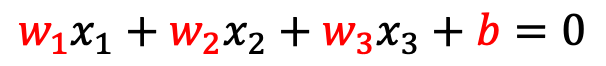 w₁x₁ + w₂x₂ + w₃x₃ + b = 0